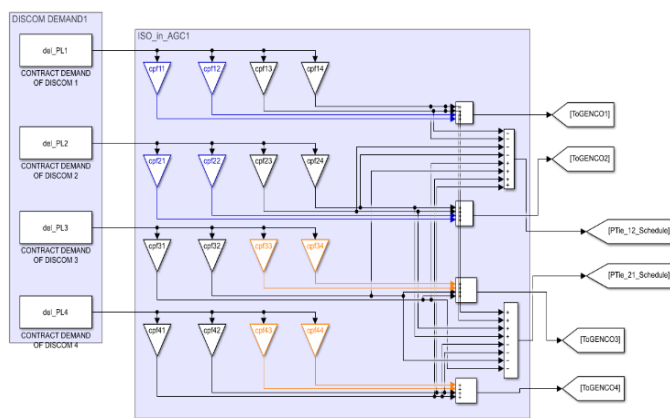 DISCOM DEMAND1
ISO_in_AGC1
del_PL1
CONTRACT DEMAND
OF DISCOM 1
cpf11
cpf12
cpf13
cpf14
[ToGENCO1]
del_PL2
CONTRACT DEMAND
OF DISCOM 2
cpf21
cpf22
cpf23
cpf24
[ToGENCO2]
[PTie_12_Schedule]
del_PL3
CONTRACT DEMAND
OF DISCOM 3
cpf31
cpf32
cpf33
cpf34
[PTie_21_Schedule]
del_PL4
CONTRACT DEMAND
OF DISCOM 4
cpf41
cpf42
cpf43
cpf44
[ToGENCO3]
[ToGENCO4]